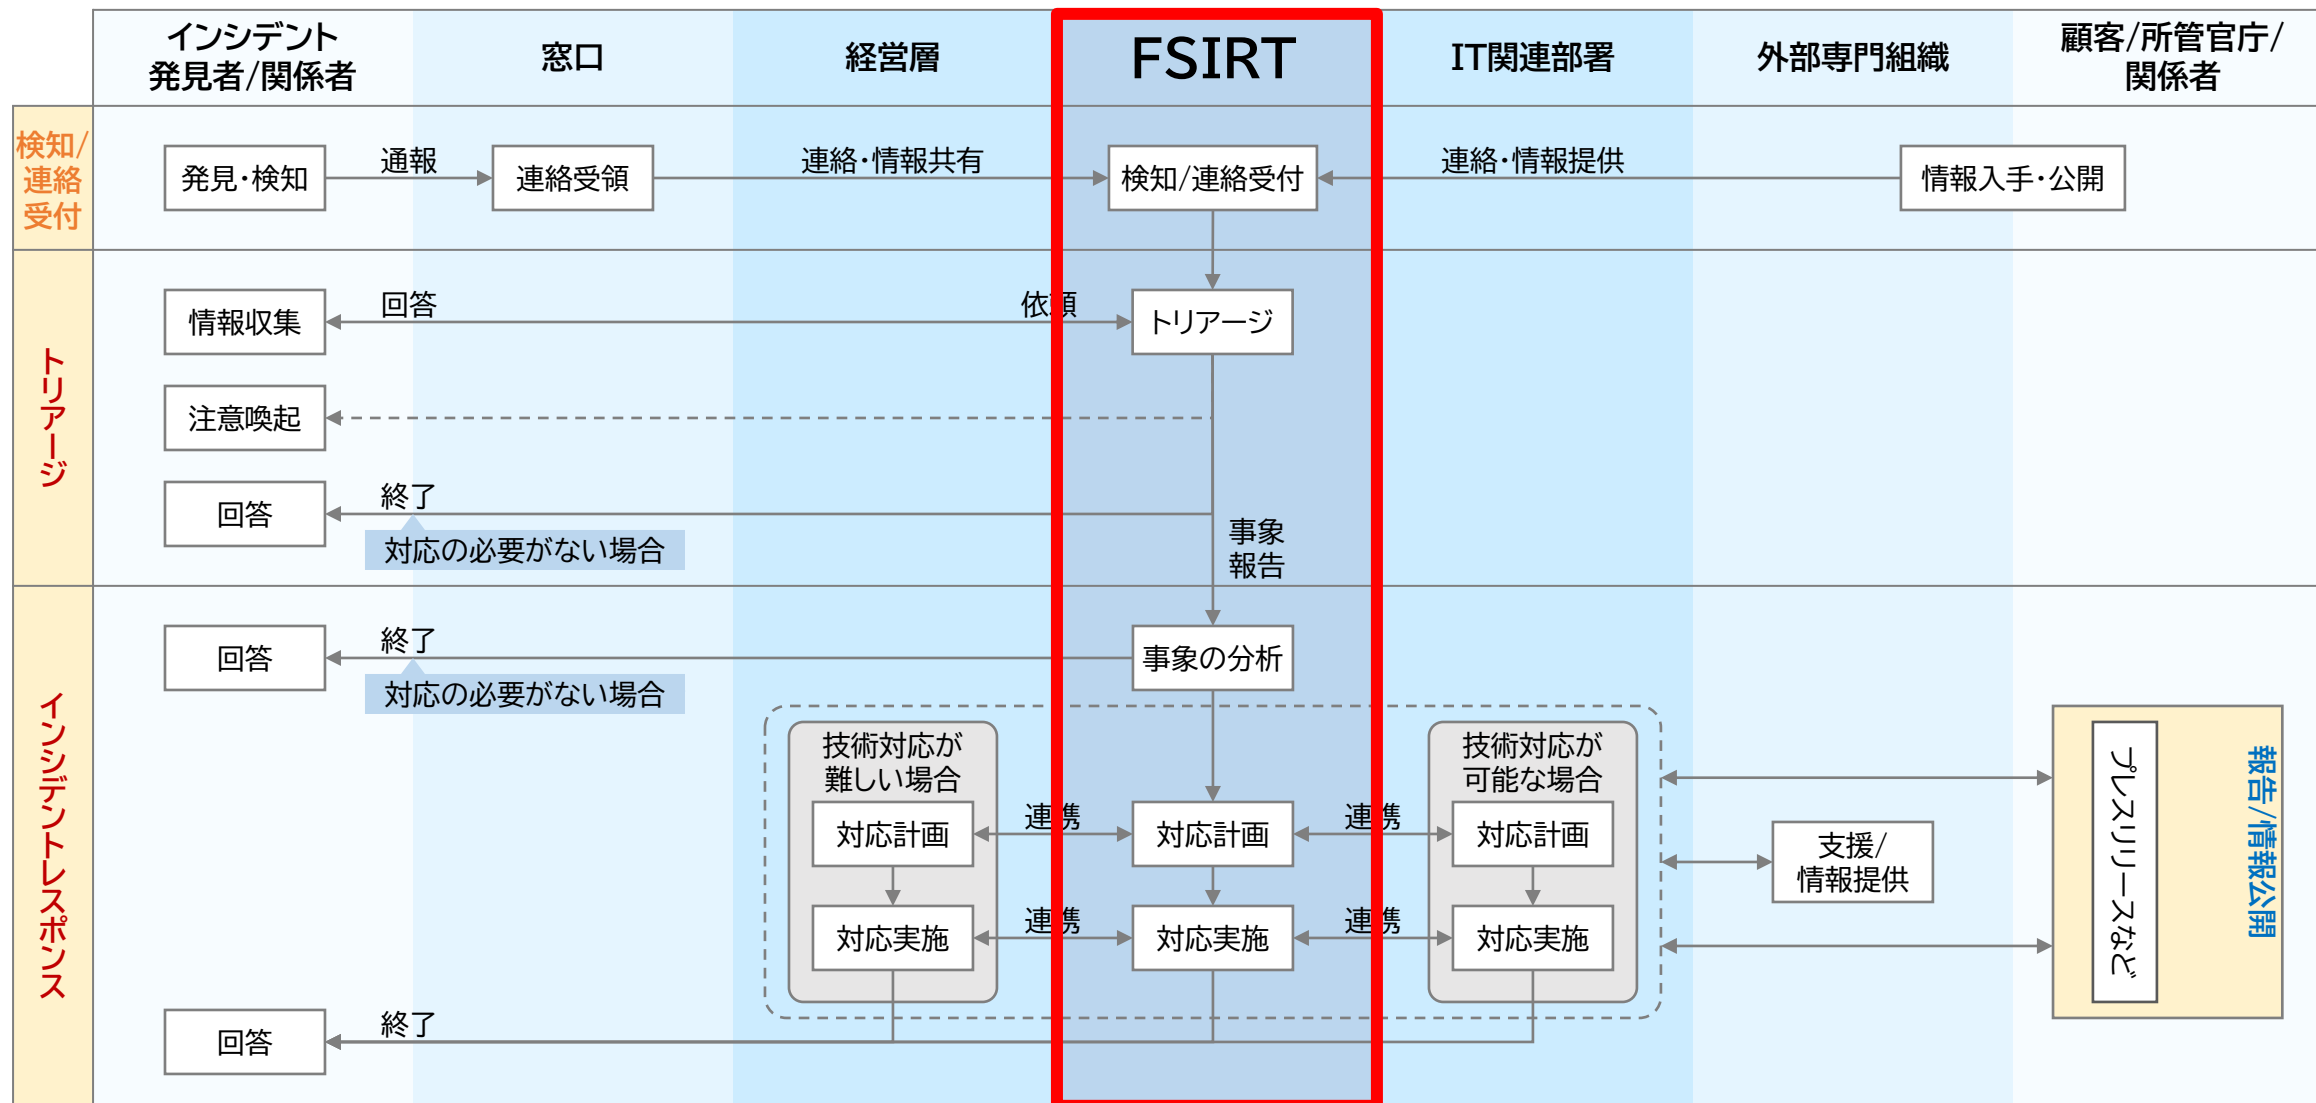 インシデント
発見者/関係者
窓口
経営層
FSIRT
IT関連部署
外部専門組織
顧客/所管官庁/
関係者
検知/
連絡
受付
発見・検知
通報
連絡受領
連絡・情報共有
検知/連絡受付
連絡・情報提供
情報入手・公開
トリアージ
情報収集
回答
依頼
トリアージ
注意喚起
回答
終了
対応の必要がない場合
事象
報告
インシデントレスポンス
回答
終了
対応の必要がない場合
事象の分析
技術対応が
難しい場合
技術対応が
可能な場合
対応計画
連携
対応計画
連携
対応計画
対応実施
連携
対応実施
連携
対応実施
支援/
情報提供
プレスリリースなど
報告/情報公開
回答
終了